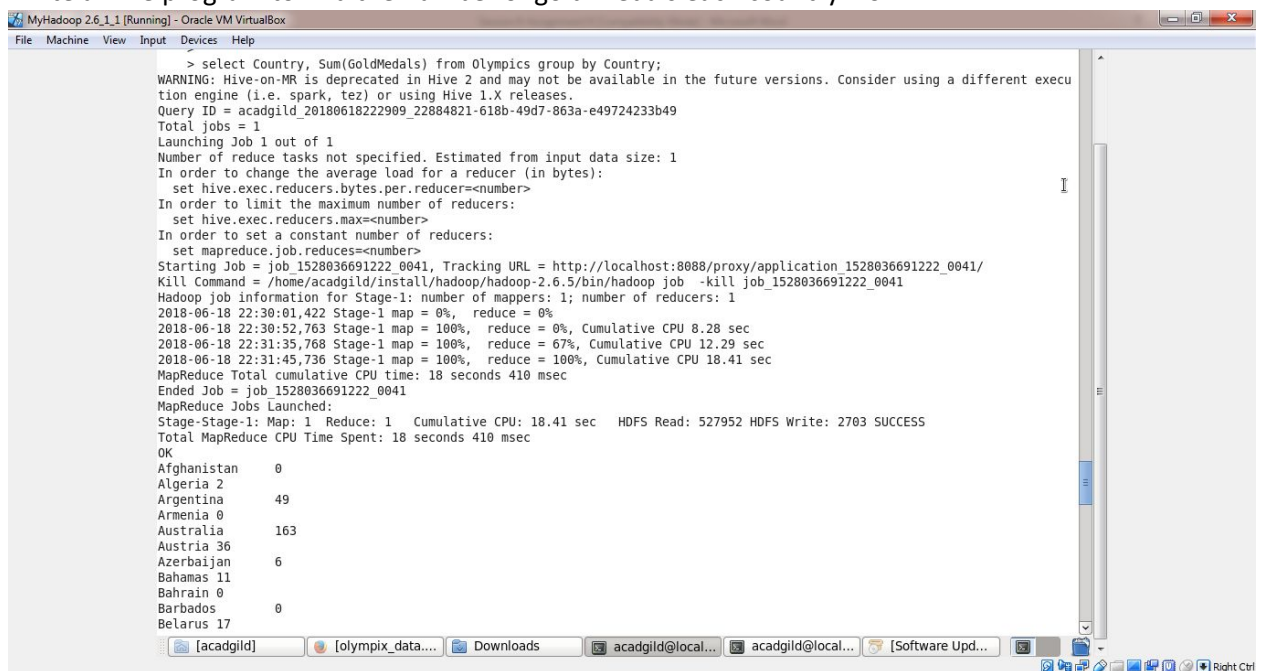 MyHadoop 2.6_1_1 [Running] - Oracle VM VirtualBox
File Machine View Input Devices Help
> select Country, Sum(GoldMedals) from Olympics group by Country;
WARNING: Hive-on-MR is deprecated in Hive 2 and may not be available in the future versions. Consider using a different execu
tion engine (i.e. spark, tez) or using Hive 1.X releases.
Query ID = acadgild_20180618222909_22884821-618b-49d7-863a-e49724233b49
Total jobs = 1
Launching Job 1 out of 1
Number of reduce tasks not specified. Estimated from input data size: 1
In order to change the average load for a reducer (in bytes):
set hive.exec.reducers.bytes.per.reducer=<number>
In order to limit the maximum number of reducers:
set hive.exec.reducers.max=<number>
In order to set a constant number of reducers:
set mapreduce.job.reduces=<number>
Starting Job = job_1528036691222_0041, Tracking URL = http://localhost:8088/proxy/application_1528036691222_0041/
Kill Command = /home/acadgild/install/hadoop/hadoop-2.6.5/bin/hadoop job  -kill job_1528036691222_0041
Hadoop job information for Stage-1: number of mappers: 1; number of reducers: 1
2018-06-18 22:30:01,422 Stage-1 map = 0%,  reduce = 0%
2018-06-18 22:30:52,763 Stage-1 map = 100%,  reduce = 0%, Cumulative CPU 8.28 sec
2018-06-18 22:31:35,768 Stage-1 map = 100%,  reduce = 67%, Cumulative CPU 12.29 sec
2018-06-18 22:31:45,736 Stage-1 map = 100%,  reduce = 100%, Cumulative CPU 18.41 sec
MapReduce Total cumulative CPU time: 18 seconds 410 msec
Ended Job = job_1528036691222_0041
MapReduce Jobs Launched:
Stage-Stage-1: Map: 1  Reduce: 1   Cumulative CPU: 18.41 sec   HDFS Read: 527952 HDFS Write: 2703 SUCCESS
Total MapReduce CPU Time Spent: 18 seconds 410 msec
OK
Afghanistan 0
Algeria 2
Argentina 49
Armenia 0
Australia 163
Austria 36
Azerbaijan 6
Bahamas 11
Bahrain 0
Barbados 0
Belarus 17
[acadgild] [olympix_data.... Downloads acadgild@local... acadgild@local... [Software Upd...
Right Ctrl